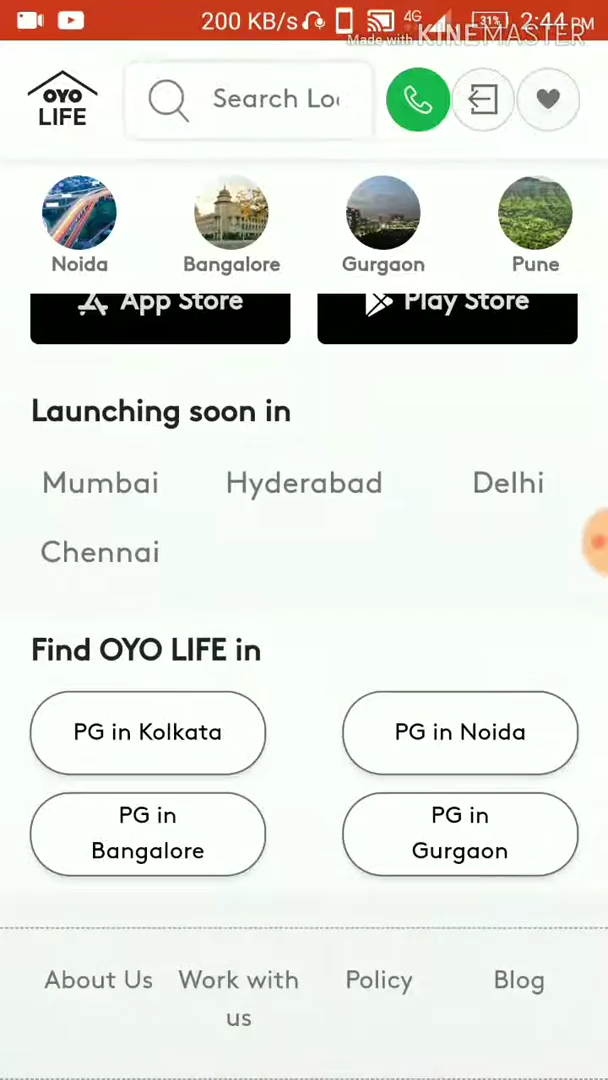 200 KB/s 4G 31% 2:44 PM
Made with KINEMASTER
OYO
LIFE
Search Loc
Noida Bangalore Gurgaon Pune
App Store Play Store
Launching soon in
Mumbai Hyderabad Delhi
Chennai
Find OYO LIFE in
PG in Kolkata PG in Noida
PG in PG in
Bangalore Gurgaon
About Us Work with Policy Blog
us